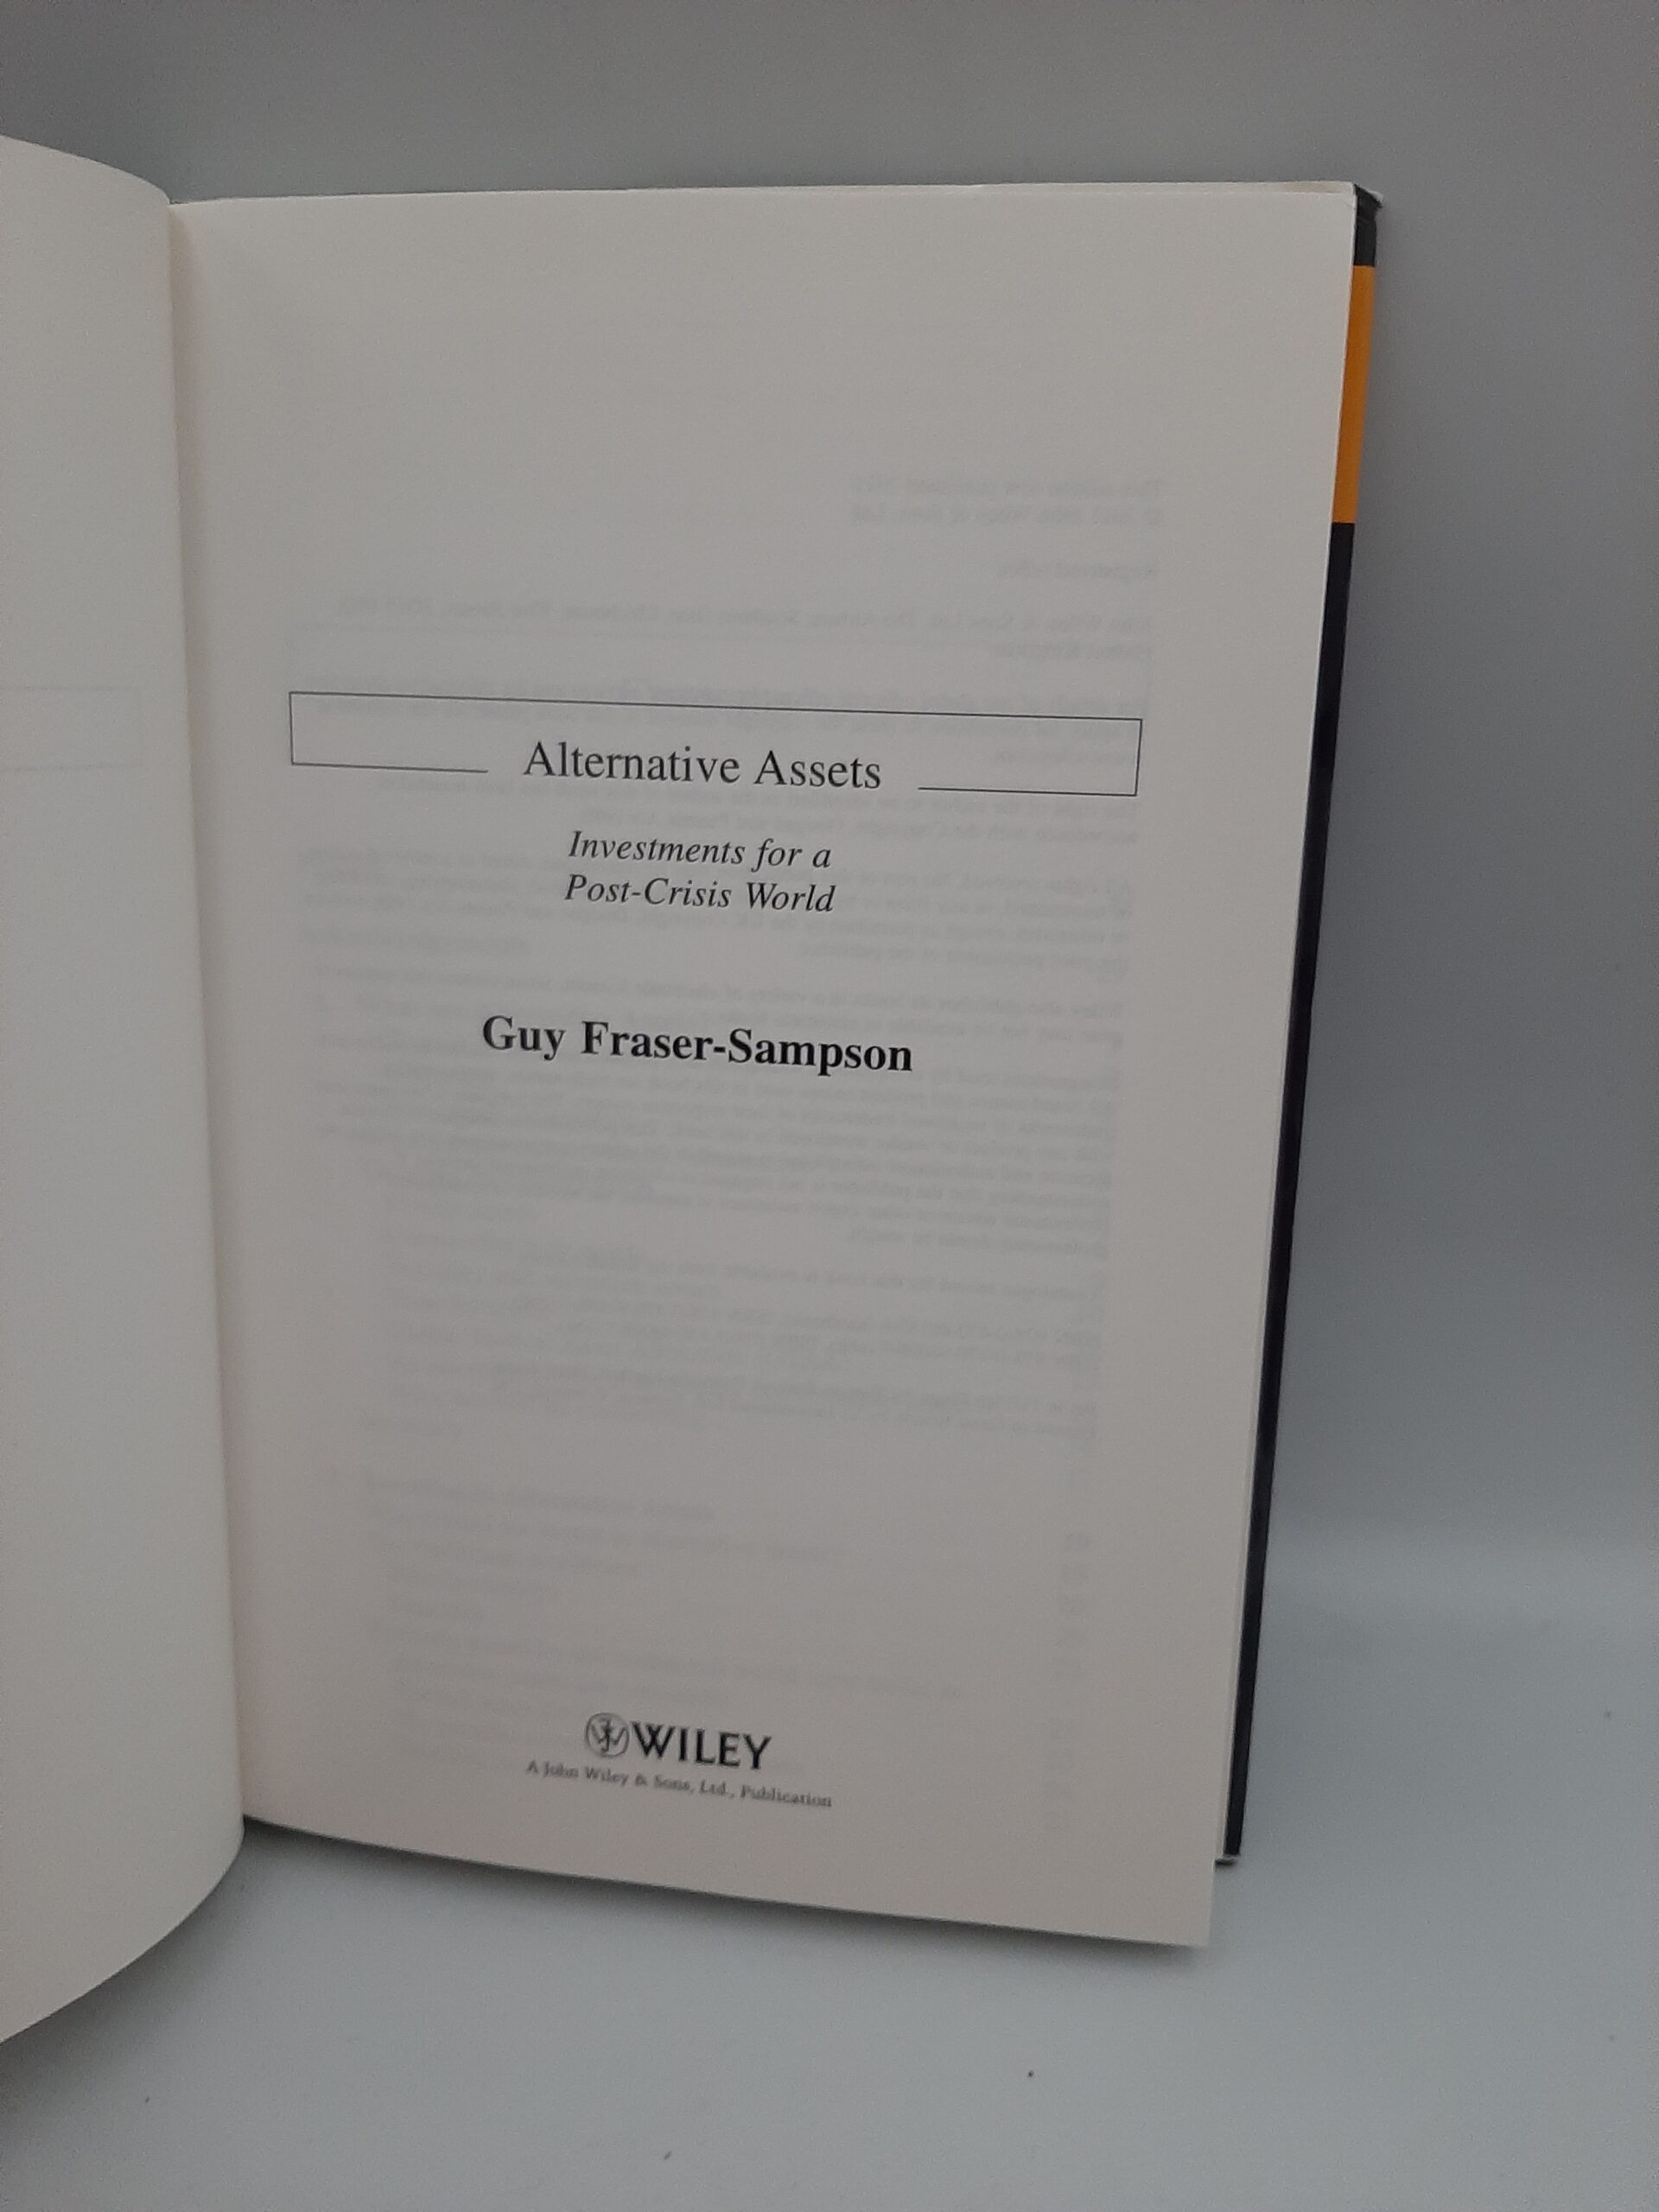 Alternative Assets
Investments for a
Post-Crisis World
Guy Fraser-Sampson
WILEY
A John Wiley & Sons, Ltd., Publication